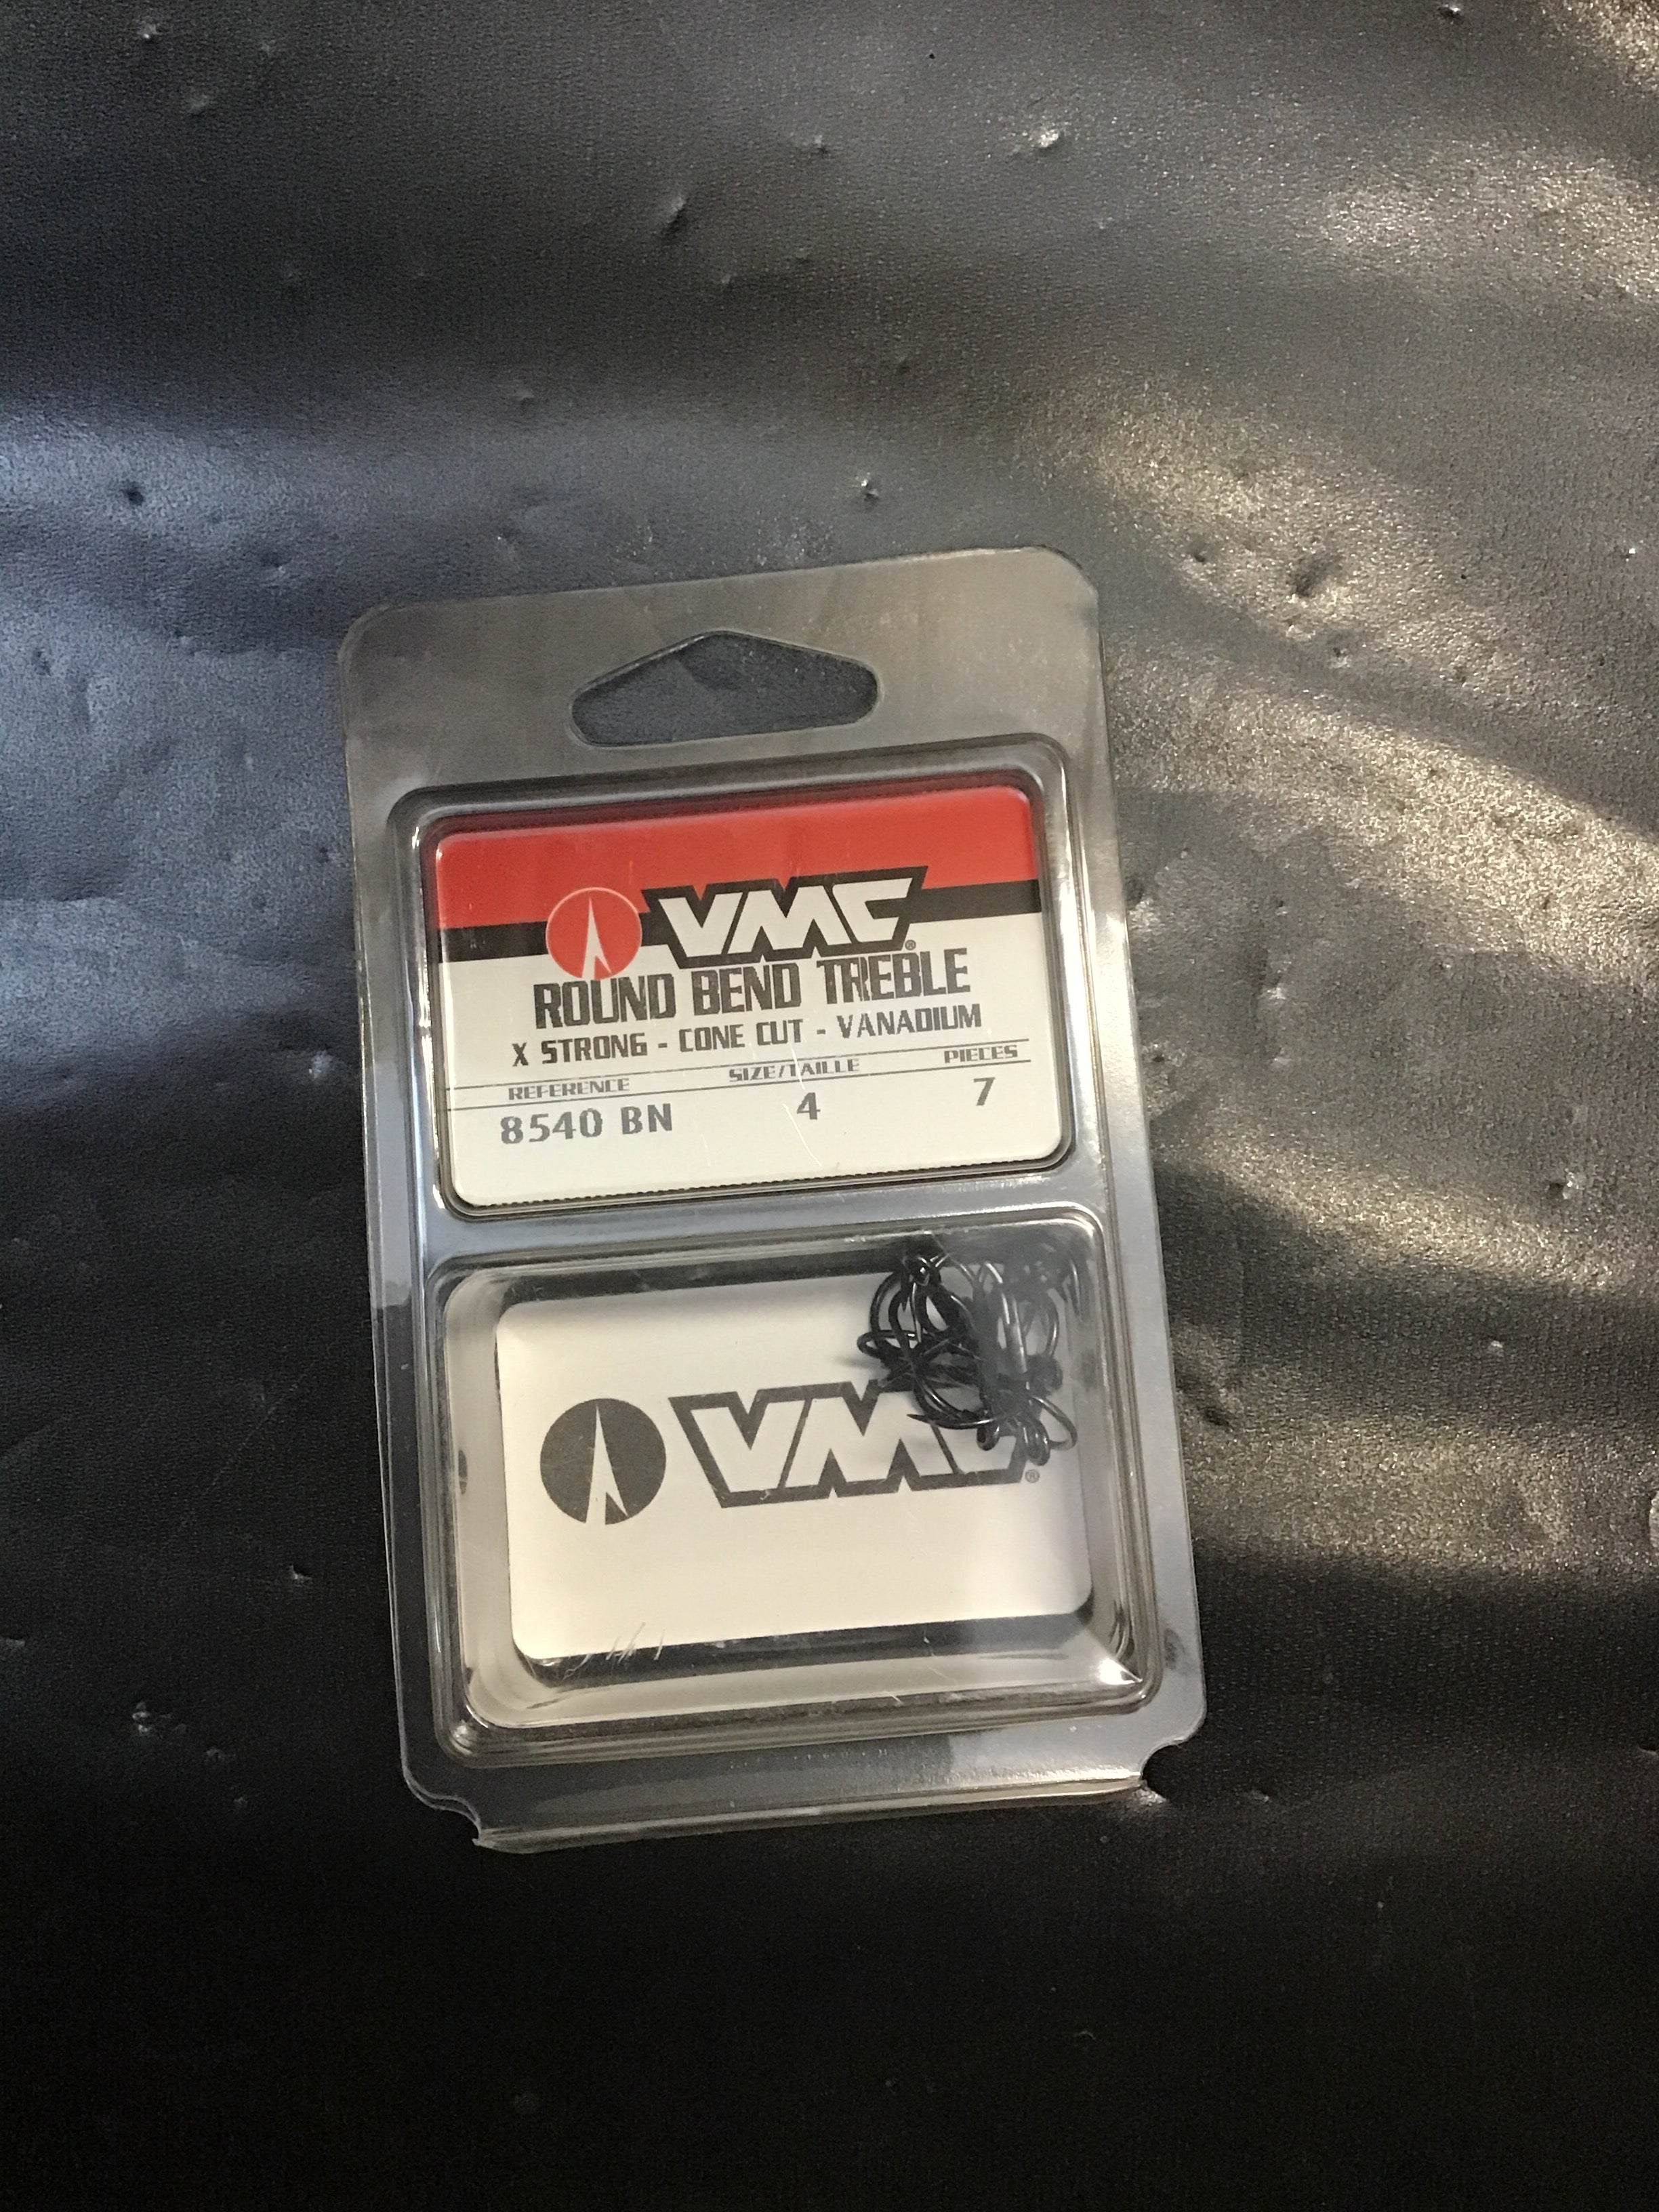 VMC®
ROUND BEND TREBLE
X STRONG - CONE CUT - VANADIUM
REFERENCE SIZE/TAILLE PIECES
8540 BN 4 7
VMC®